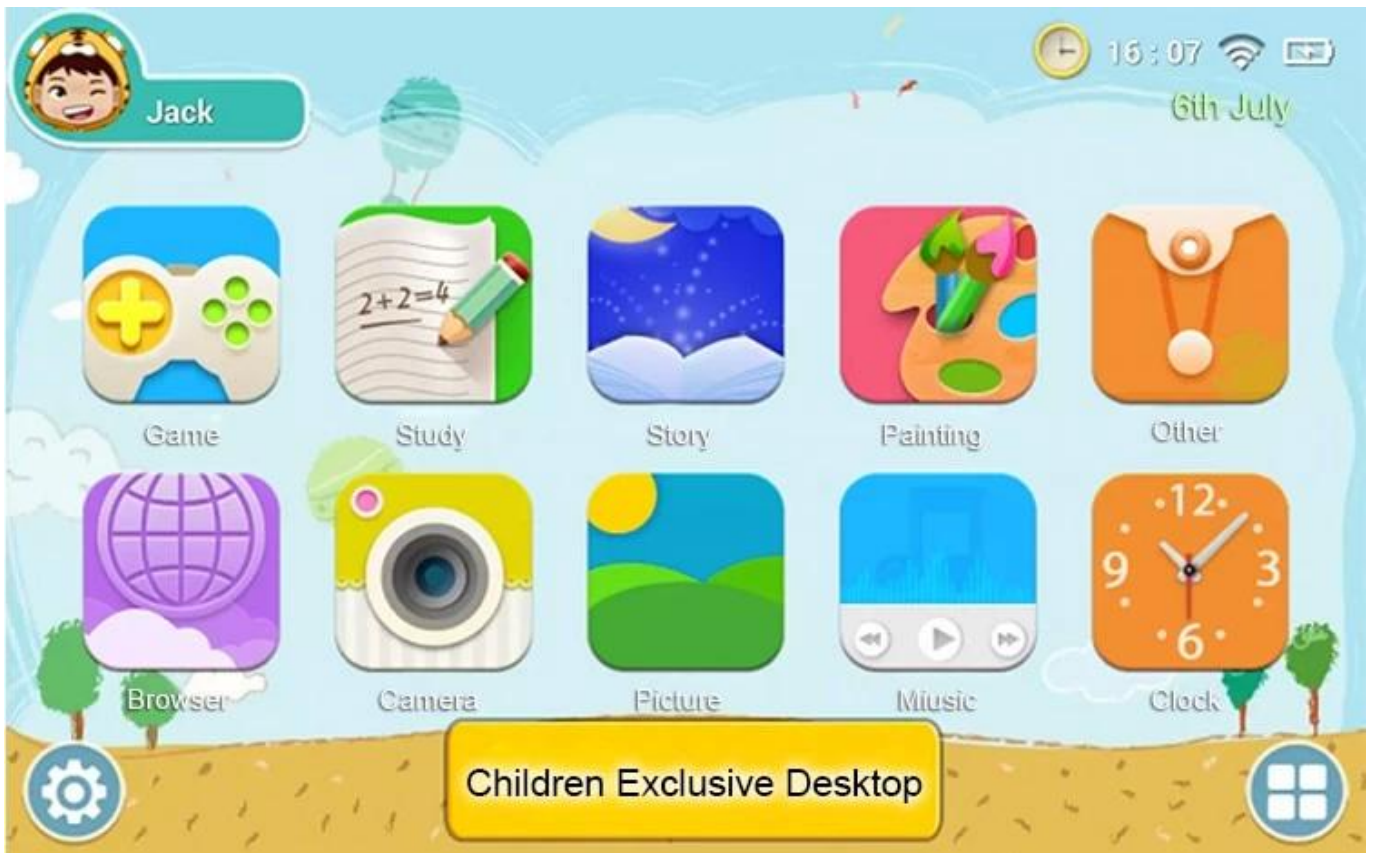 Jack
16 : 07
6th July
2+2=4
Game
Study
Story
Painting
Other
12
9
3
6
Browser
Camera
Picture
Miusic
Clock
Children Exclusive Desktop